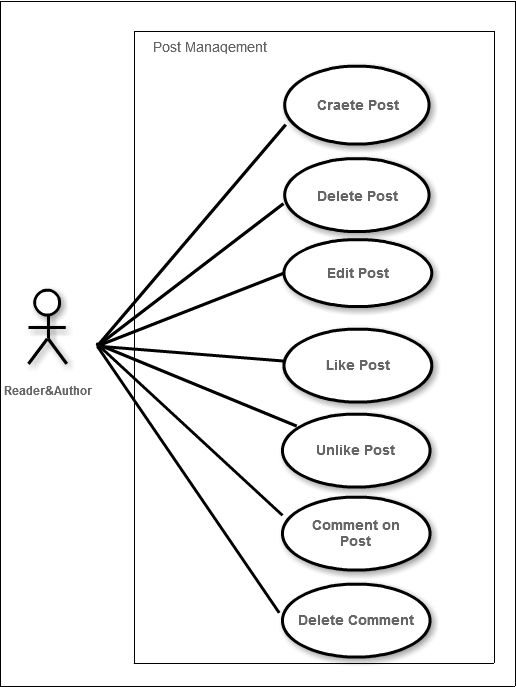 Post Management
Craete Post
Delete Post
Edit Post
Like Post
Reader&Author
Unlike Post
Comment on
Post
Delete Comment